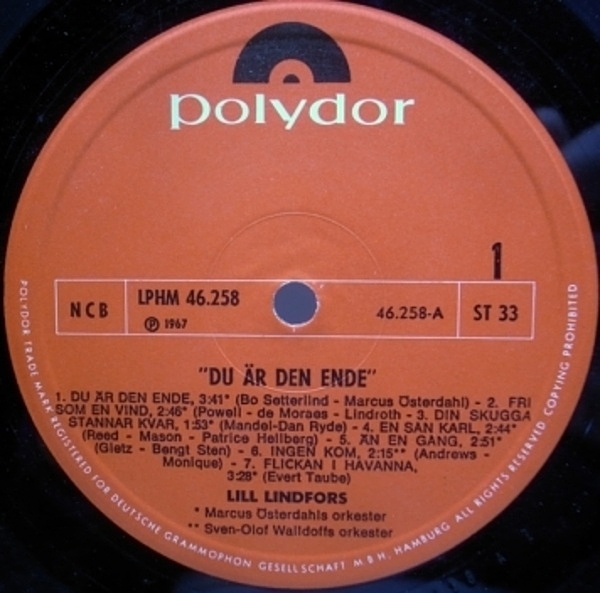 polydor
1
NCB
LPHM 46.258
℗ 1967
46.258-A
ST 33
"DU ÄR DEN ENDE"
1. DU ÄR DEN ENDE, 3:41* (Bo Setterlind - Marcus Österdahl) - 2. FRI
SOM EN VIND, 2:46* (Powell - de Moraes - Lindroth - 3. DIN SKUGGA
STANNAR KVAR, 1:53* (Mandel-Dan Ryde) - 4. EN SAN KARL, 2:44*
(Reed - Mason - Patrice Hellberg) - 5. ÄN EN GANG, 2:51*
(Gietz - Bengt Sten) - 6. INGEN KOM, 2:15** (Andrews -
Monique) - 7. FLICKAN I HAVANNA,
3:28* (Evert Taube)
LILL LINDFORS
* Marcus Österdahls orkester
** Sven-Olof Walldoffs orkester
POLYDOR TRADE MARK REGISTERED FOR DEUTSCHE GRAMMOPHON GESELLSCHAFT MBH, HAMBURG ALL RIGHTS RESERVED COPYING PROHIBITED